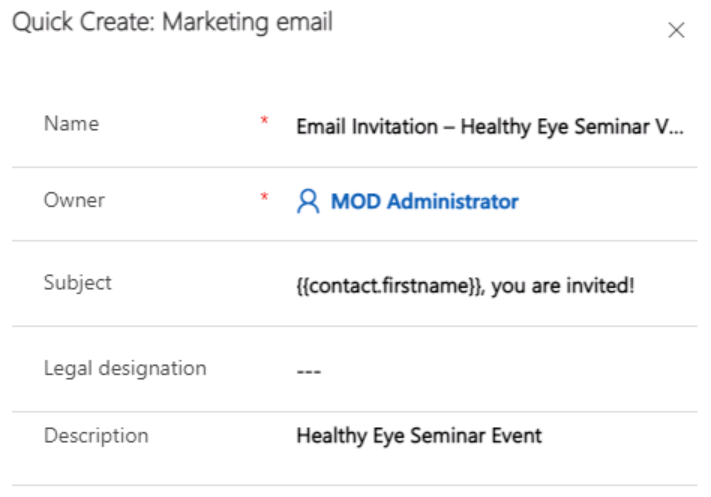 Quick Create: Marketing email
Name * Email Invitation – Healthy Eye Seminar V...
Owner * MOD Administrator
Subject {{contact.firstname}}, you are invited!
Legal designation ---
Description Healthy Eye Seminar Event